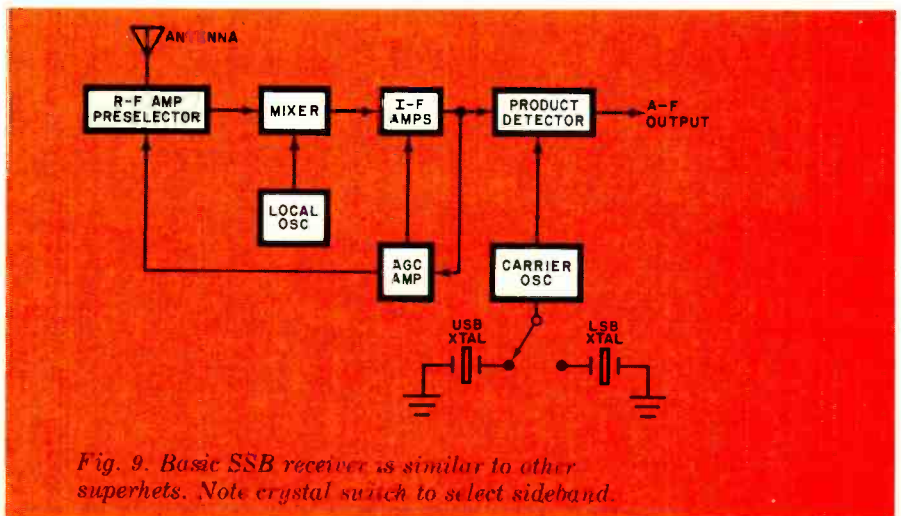 ANTENNA
R-F AMP
PRESELECTOR
MIXER
I-F
AMPS
PRODUCT
DETECTOR
A-F
OUTPUT
LOCAL
OSC
AGC
AMP
CARRIER
OSC
USB
XTAL
LSB
XTAL
Fig. 9. Basic SSB receiver is similar to other
superhets. Note crystal switch to select sideband.